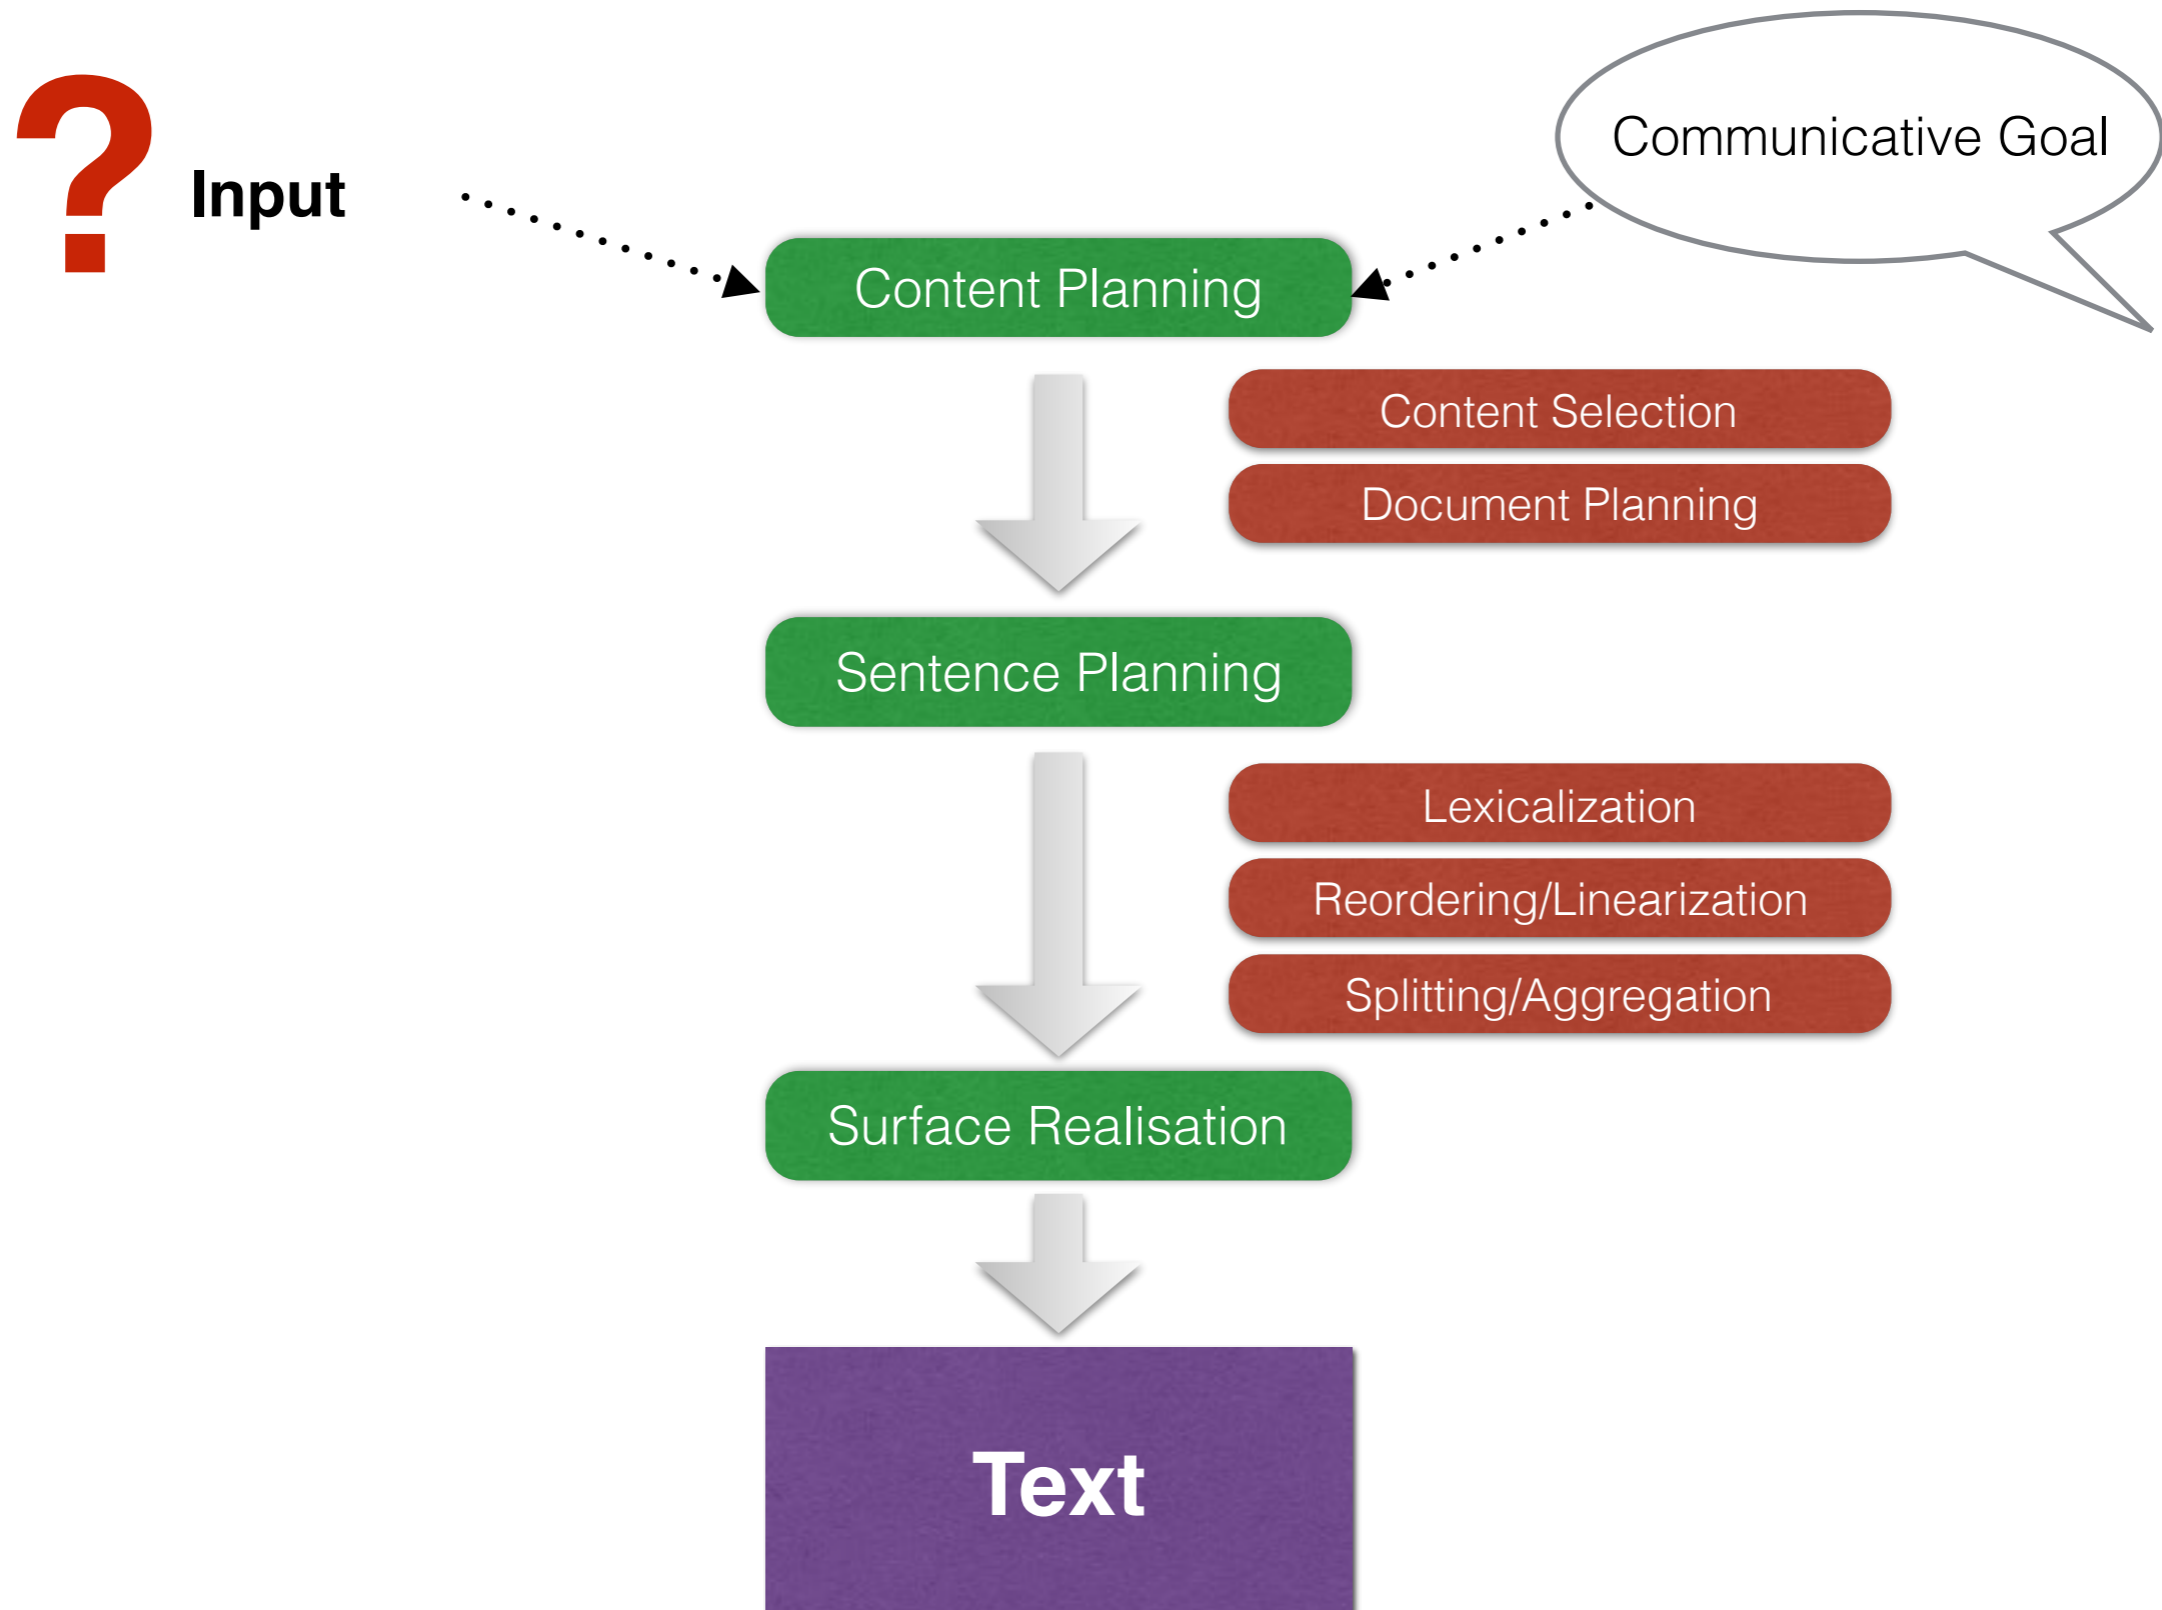 ?
Input
Communicative Goal
Content Planning
Content Selection
Document Planning
Sentence Planning
Lexicalization
Reordering/Linearization
Splitting/Aggregation
Surface Realisation
Text